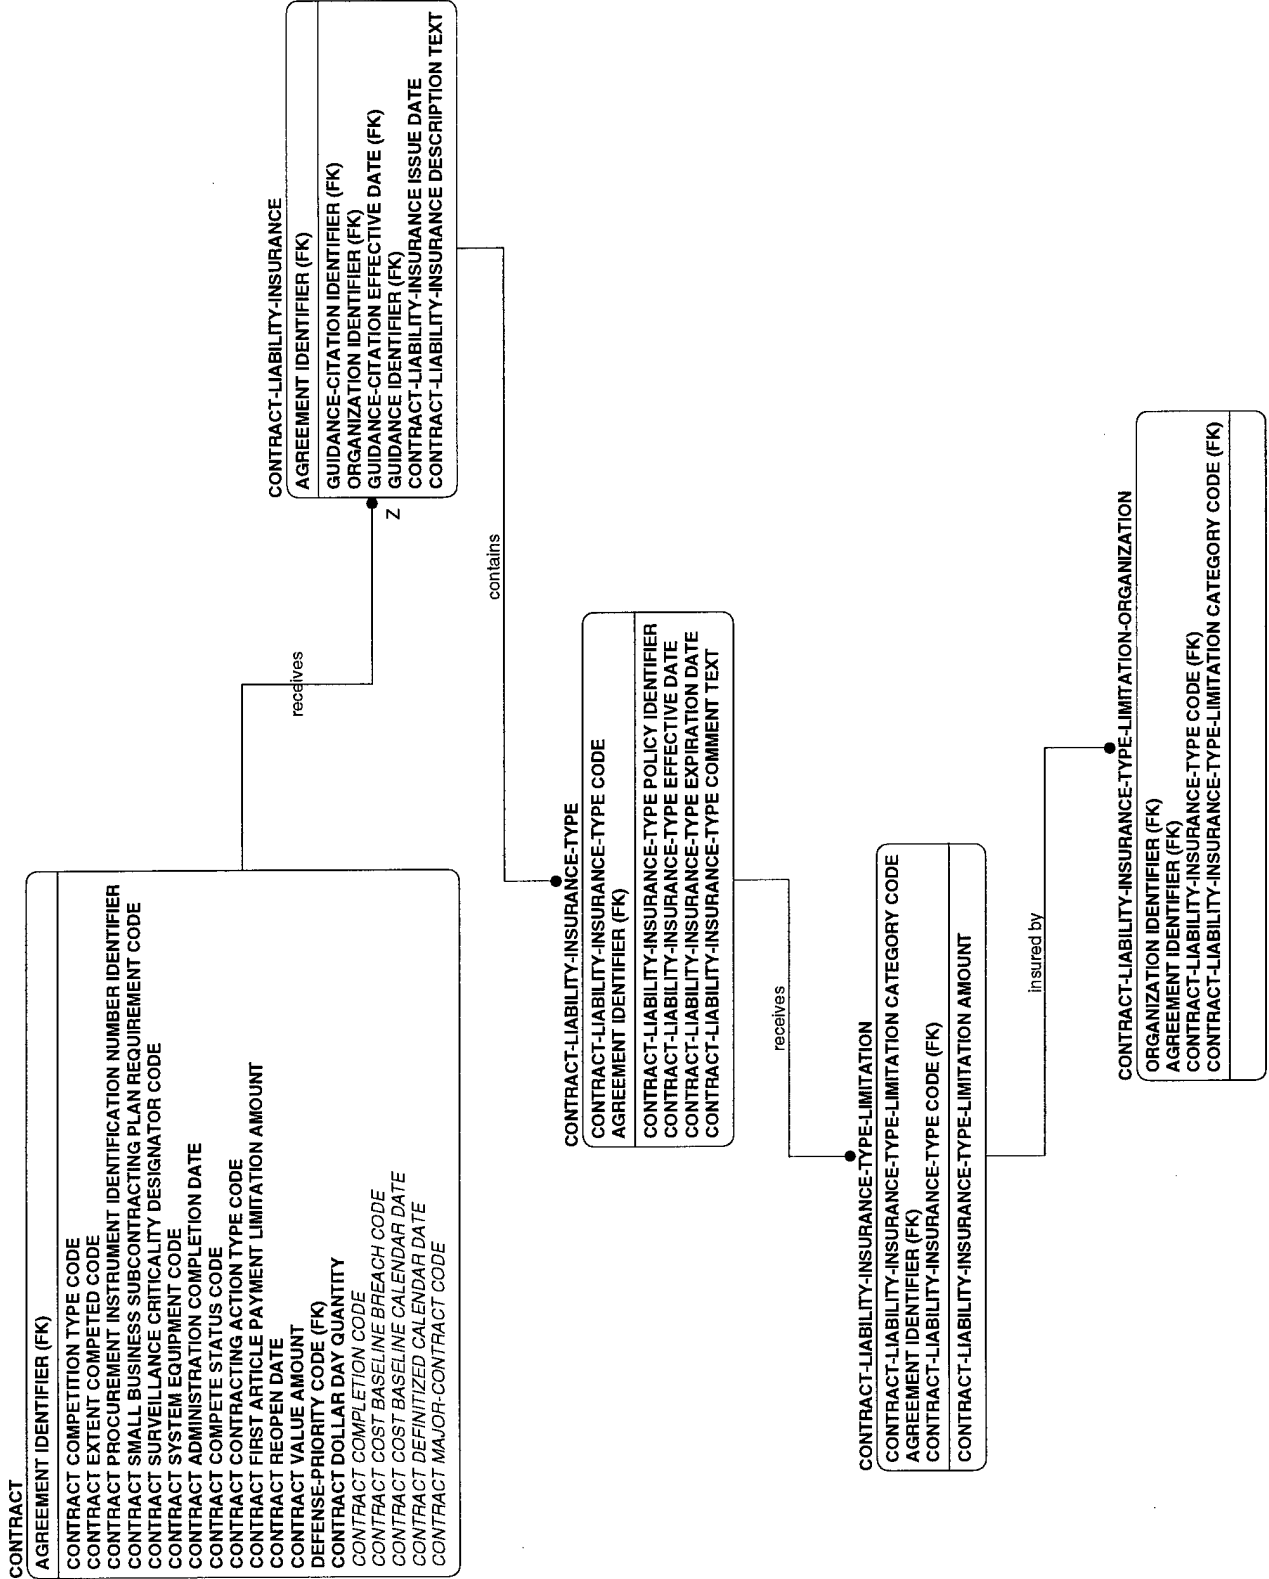 CONTRACT
AGREEMENT IDENTIFIER (FK)
CONTRACT COMPETITION TYPE CODE
CONTRACT EXTENT COMPETED CODE
CONTRACT PROCUREMENT INSTRUMENT IDENTIFICATION NUMBER IDENTIFIER
CONTRACT SMALL BUSINESS SUBCONTRACTING PLAN REQUIREMENT CODE
CONTRACT SURVEILLANCE CRITICALITY DESIGNATOR CODE
CONTRACT SYSTEM EQUIPMENT CODE
CONTRACT ADMINISTRATION COMPLETION DATE
CONTRACT COMPETE STATUS CODE
CONTRACT CONTRACTING ACTION TYPE CODE
CONTRACT FIRST ARTICLE PAYMENT LIMITATION AMOUNT
CONTRACT REOPEN DATE
CONTRACT VALUE AMOUNT
DEFENSE-PRIORITY CODE (FK)
CONTRACT DOLLAR DAY QUANTITY
CONTRACT COMPLETION CODE
CONTRACT COST BASELINE BREACH CODE
CONTRACT COST BASELINE CALENDAR DATE
CONTRACT DEFINITIZED CALENDAR DATE
CONTRACT MAJOR-CONTRACT CODE
receives
Z
CONTRACT-LIABILITY-INSURANCE
AGREEMENT IDENTIFIER (FK)
GUIDANCE-CITATION IDENTIFIER (FK)
ORGANIZATION IDENTIFIER (FK)
GUIDANCE-CITATION EFFECTIVE DATE (FK)
GUIDANCE IDENTIFIER (FK)
CONTRACT-LIABILITY-INSURANCE ISSUE DATE
CONTRACT-LIABILITY-INSURANCE DESCRIPTION TEXT
contains
CONTRACT-LIABILITY-INSURANCE-TYPE
CONTRACT-LIABILITY-INSURANCE-TYPE CODE
AGREEMENT IDENTIFIER (FK)
CONTRACT-LIABILITY-INSURANCE-TYPE POLICY IDENTIFIER
CONTRACT-LIABILITY-INSURANCE-TYPE EFFECTIVE DATE
CONTRACT-LIABILITY-INSURANCE-TYPE EXPIRATION DATE
CONTRACT-LIABILITY-INSURANCE-TYPE COMMENT TEXT
receives
CONTRACT-LIABILITY-INSURANCE-TYPE-LIMITATION
CONTRACT-LIABILITY-INSURANCE-TYPE-LIMITATION CATEGORY CODE
AGREEMENT IDENTIFIER (FK)
CONTRACT-LIABILITY-INSURANCE-TYPE CODE (FK)
CONTRACT-LIABILITY-INSURANCE-TYPE-LIMITATION AMOUNT
insured by
CONTRACT-LIABILITY-INSURANCE-TYPE-LIMITATION-ORGANIZATION
ORGANIZATION IDENTIFIER (FK)
AGREEMENT IDENTIFIER (FK)
CONTRACT-LIABILITY-INSURANCE-TYPE CODE (FK)
CONTRACT-LIABILITY-INSURANCE-TYPE-LIMITATION CATEGORY CODE (FK)